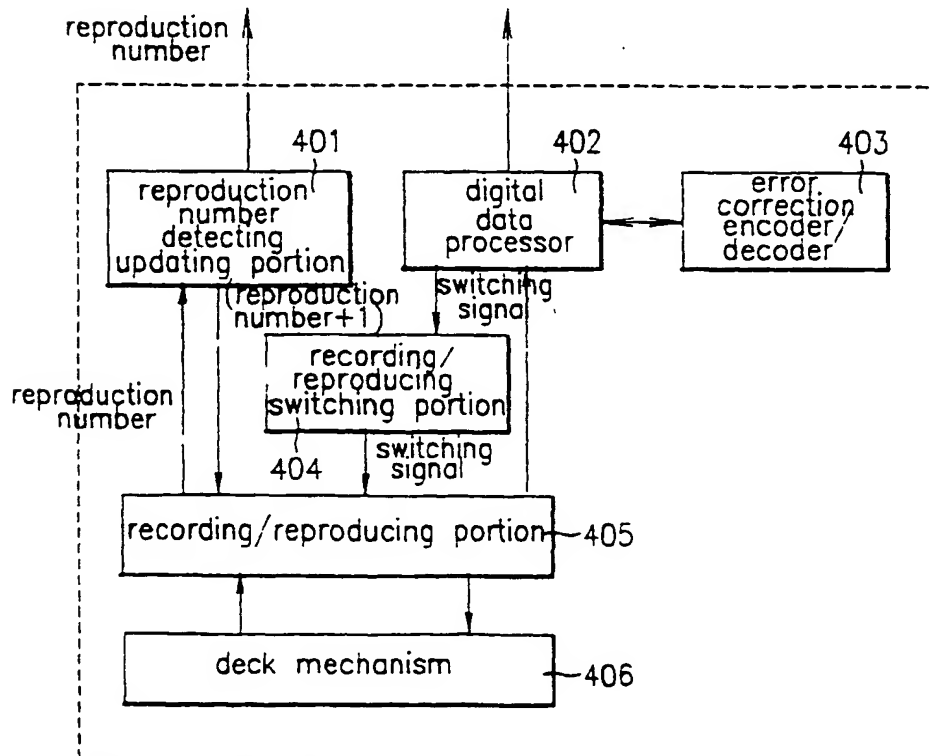 reproduction
number
401
402
403
reproduction
number
detecting
updating portion
digital
data
processor
error
correction
encoder/
decoder
(reproduction
number+1)
switching
signal
recording/
reproducing
switching portion
reproduction
number
404
switching
signal
recording/reproducing portion
405
deck mechanism
406